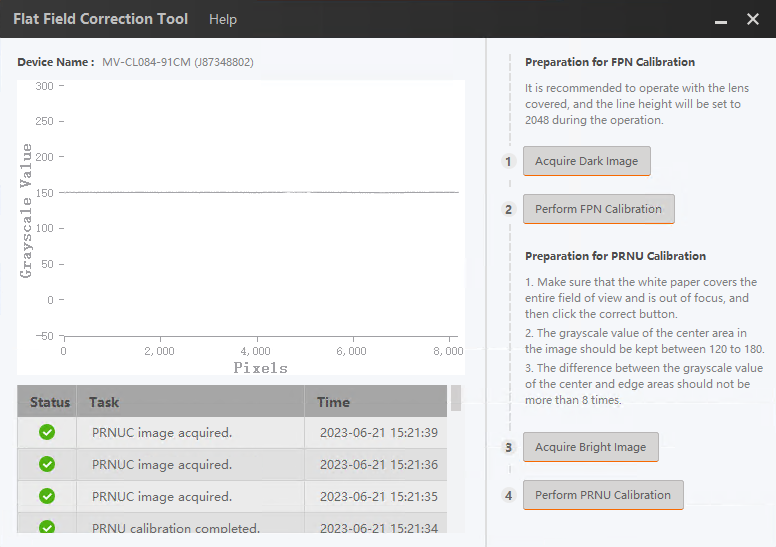 Flat Field Correction Tool Help
Device Name : MV-CL084-91CM (J87348802)
300
250
200
150
100
50
0
-50
Grayscale Value
0 2,000 4,000 6,000 8,000
Pixels
Status Task Time
PRNUC image acquired. 2023-06-21 15:21:39
PRNUC image acquired. 2023-06-21 15:21:36
PRNUC image acquired. 2023-06-21 15:21:35
PRNU calibration completed. 2023-06-21 15:21:34
Preparation for FPN Calibration
It is recommended to operate with the lens
covered, and the line height will be set to
2048 during the operation.
1 Acquire Dark Image
2 Perform FPN Calibration
Preparation for PRNU Calibration
1. Make sure that the white paper covers the
entire field of view and is out of focus, and
then click the correct button.
2. The grayscale value of the center area in
the image should be kept between 120 to 180.
3. The difference between the grayscale value
of the center and edge areas should not be
more than 8 times.
3 Acquire Bright Image
4 Perform PRNU Calibration